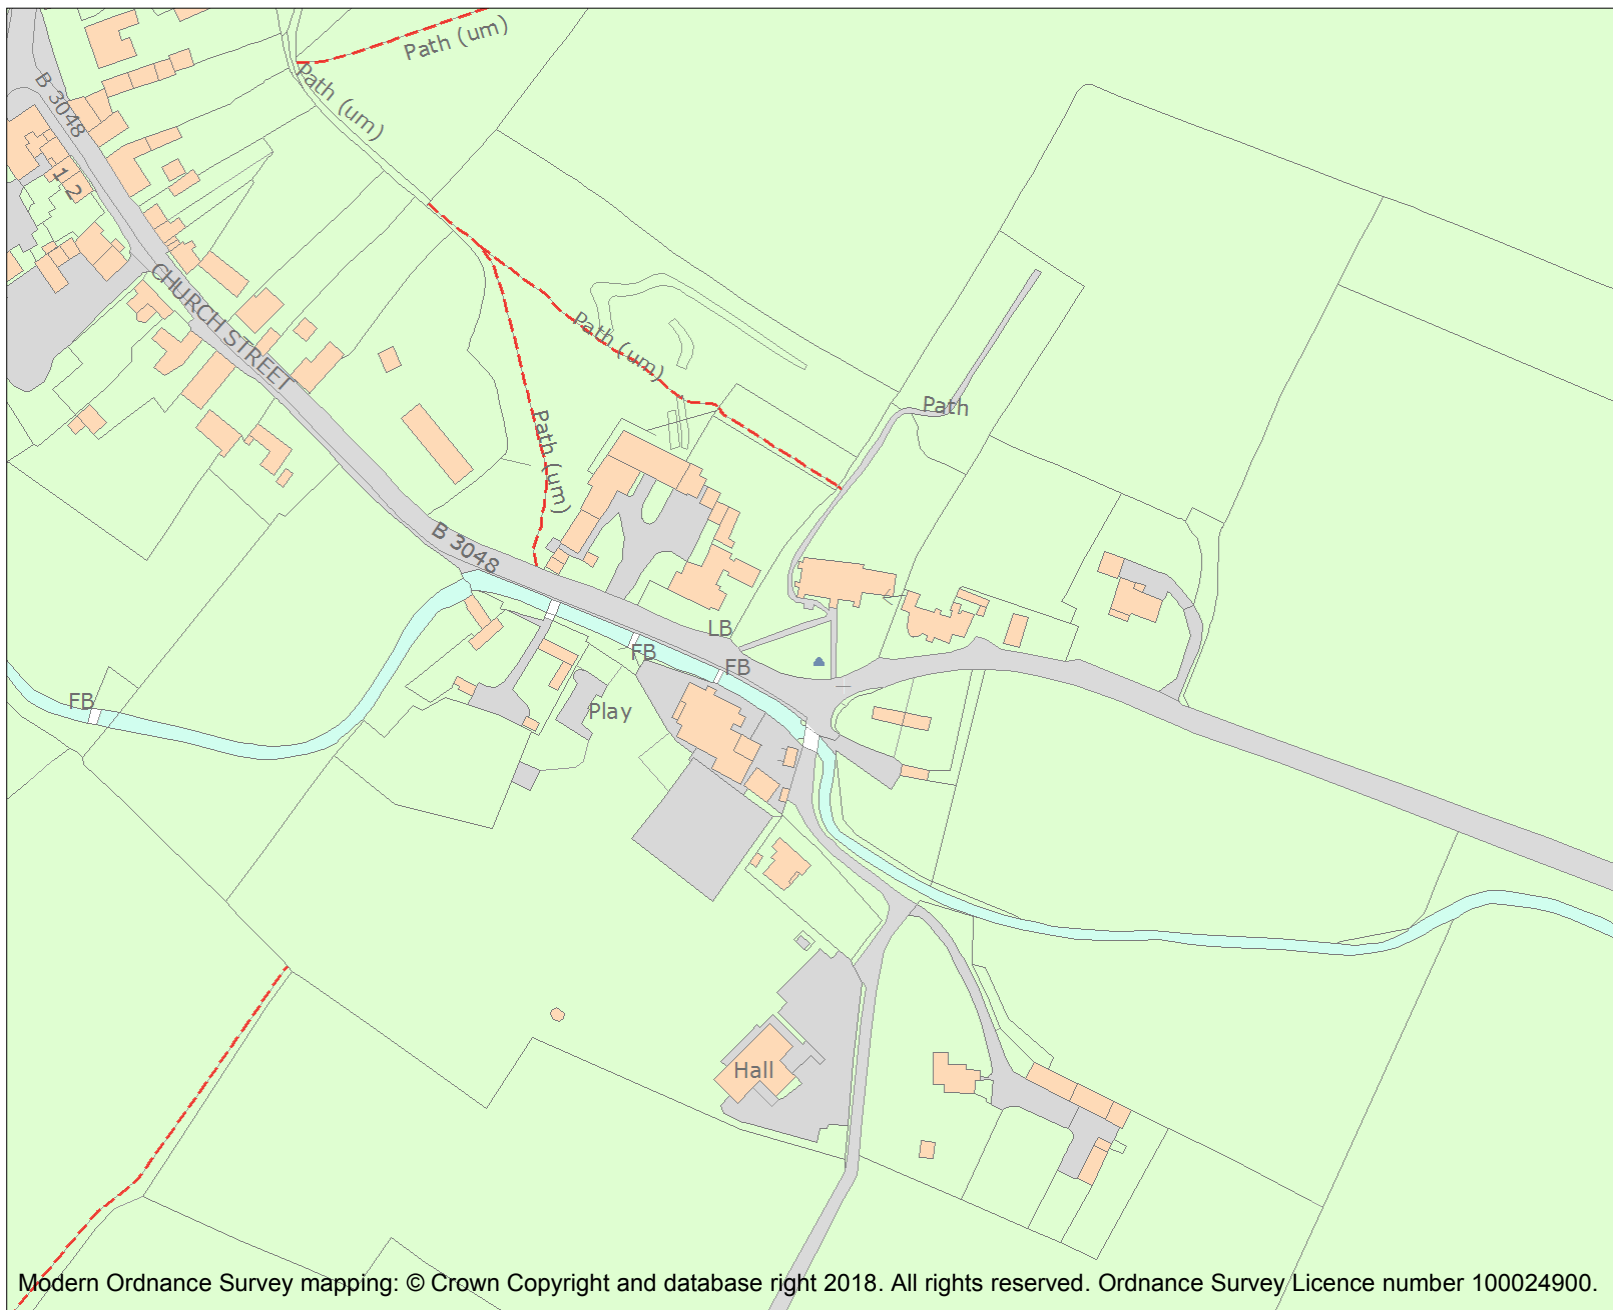 Path (um)
Path (um)
B 3048
1
2
CHURCH STREET
Path (um)
Path
Path (um)
B 3048
LB
FB
FB
FB
Play
Hall
Modern Ordnance Survey mapping: © Crown Copyright and database right 2018. All rights reserved. Ordnance Survey Licence number 100024900.